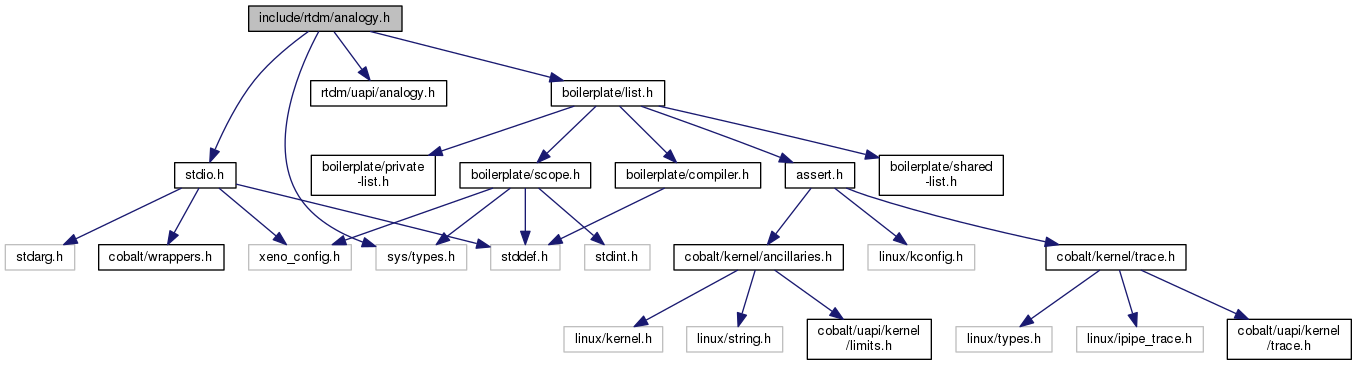 include/rtdm/analogy.h
rtdm/uapi/analogy.h
boilerplate/list.h
stdio.h
boilerplate/private
-list.h
boilerplate/scope.h
boilerplate/compiler.h
assert.h
boilerplate/shared
-list.h
stdarg.h
cobalt/wrappers.h
xeno_config.h
sys/types.h
stddef.h
stdint.h
cobalt/kernel/ancillaries.h
linux/kconfig.h
cobalt/kernel/trace.h
linux/kernel.h
linux/string.h
cobalt/uapi/kernel
/limits.h
linux/types.h
linux/ipipe_trace.h
cobalt/uapi/kernel
/trace.h